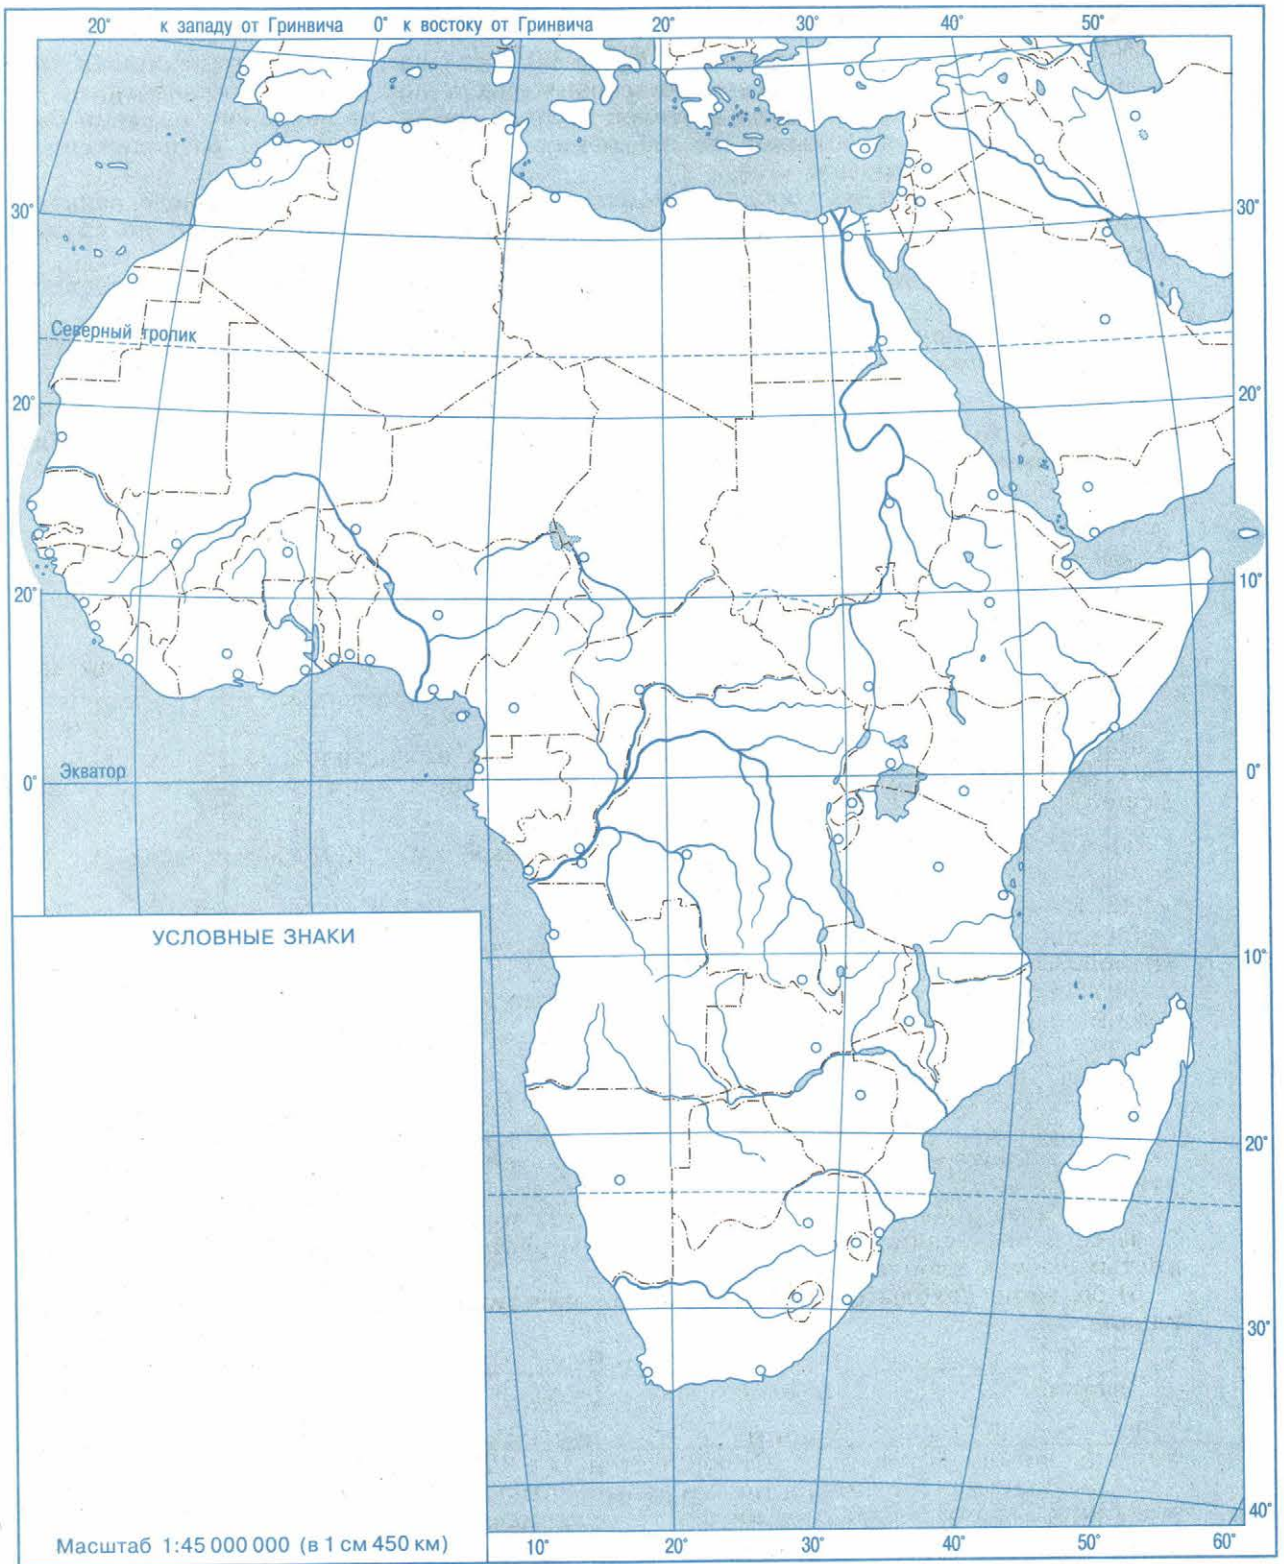 20° к западу от Гринвича 0° к востоку от Гринвича 20° 30° 40° 50°
30° 30°
Северный тропик
20° 20°
20° 10°
Экватор
0° 0°
УСЛОВНЫЕ ЗНАКИ
10°
20°
30°
40°
Масштаб 1:45 000 000 (в 1 см 450 км)
10° 20° 30° 40° 50° 60°